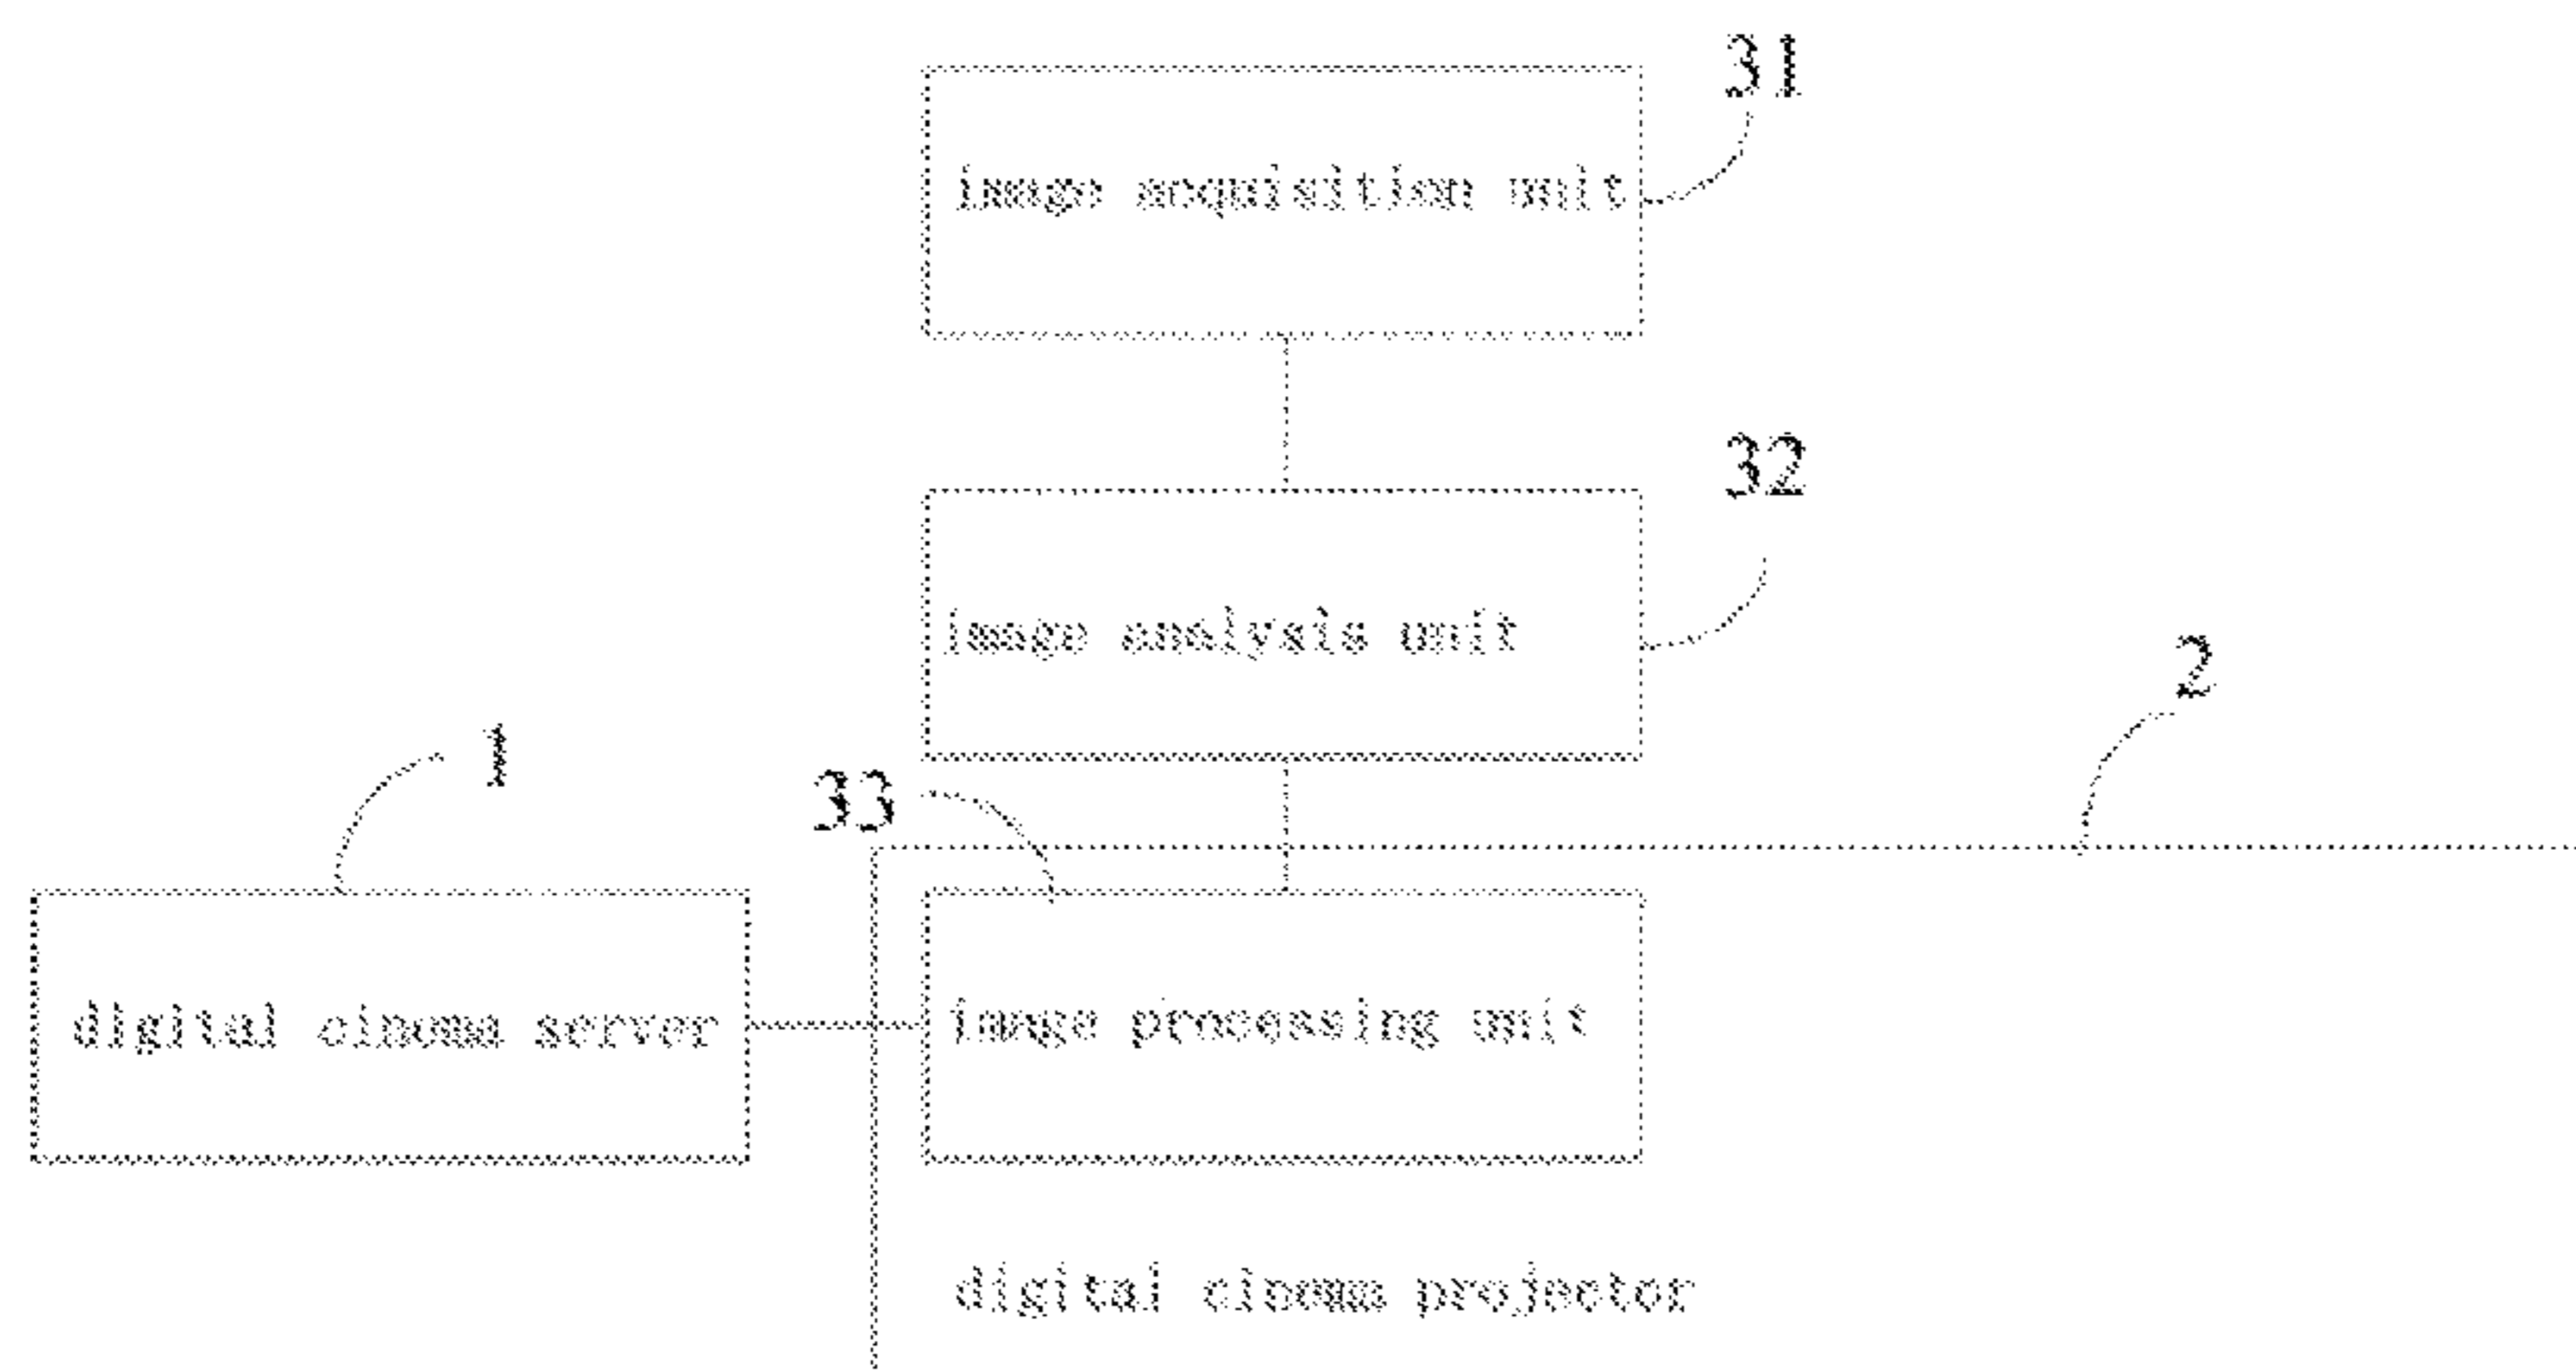 31
image acquisition unit
32
image analysis unit
2
1
33
digital cinema server
image processing unit
digital cinema projector